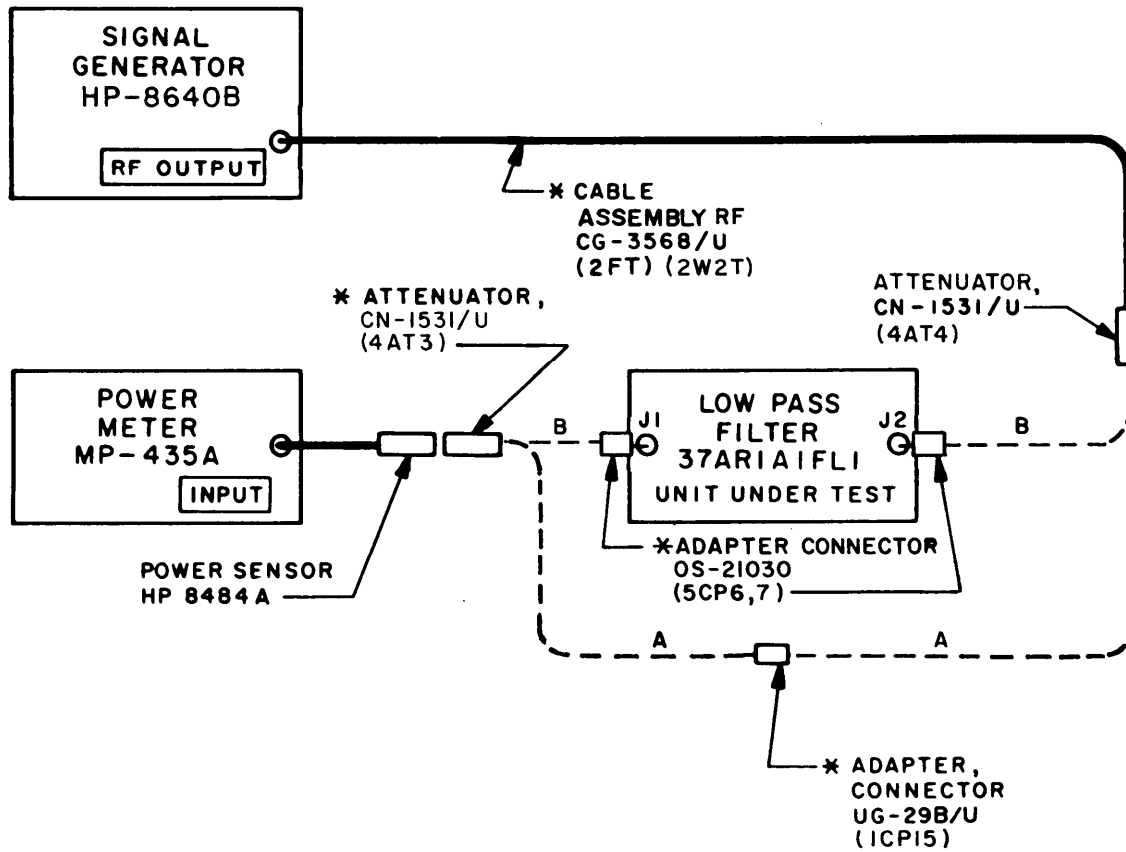 SIGNAL
GENERATOR
HP-8640B
RF OUTPUT
* CABLE
ASSEMBLY RF
CG-3568/U
(2FT) (2W2T)
* ATTENUATOR,
CN-1531/U
(4AT3)
ATTENUATOR,
CN-1531/U
(4AT4)
POWER
METER
MP-435A
INPUT
B
J1
LOW PASS
FILTER
37AR1A1FL1
UNIT UNDER TEST
J2
B
POWER SENSOR
HP 8484A
*ADAPTER CONNECTOR
OS-21030
(5CP6,7)
A
A
* ADAPTER,
CONNECTOR
UG-29B/U
(1CP15)